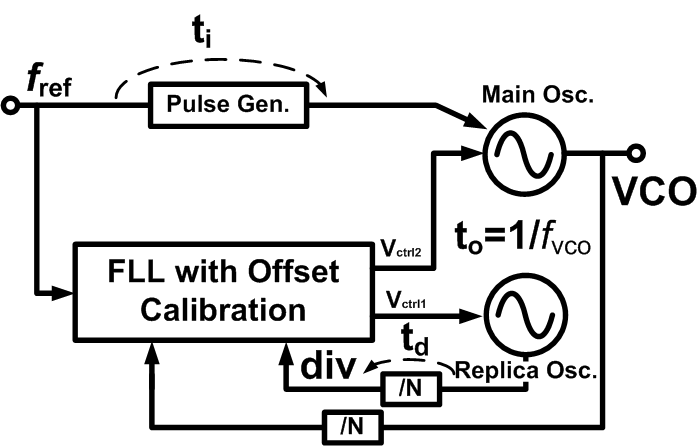 ti
fref
Pulse Gen.
Main Osc.
VCO
Vctrl2
to=1/fVCO
FLL with Offset
Calibration
Vctrl1
td
div
/N
Replica Osc.
/N